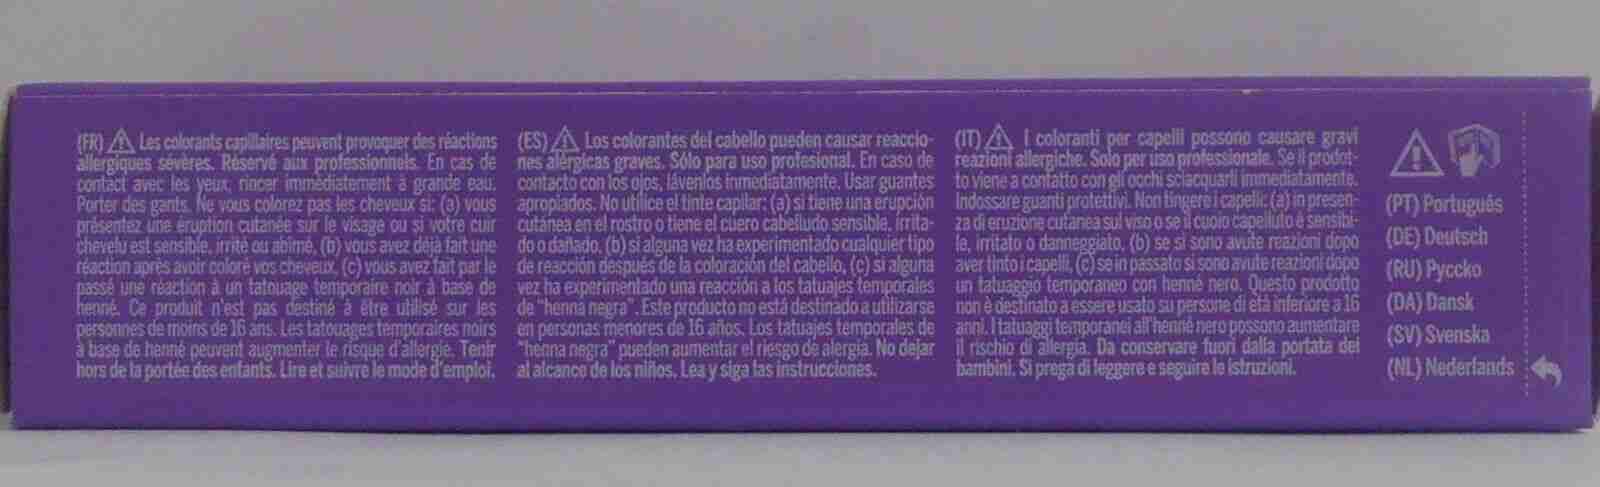 (FR) Les colorants capillaires peuvent provoquer des réactions
allergiques sévères. Réservé aux professionnels. En cas de
contact avec les yeux, rincer immédiatement à grande eau.
Porter des gants. Ne vous colorez pas les cheveux si: (a) vous
présentez une éruption cutanée sur le visage ou si votre cuir
chevelu est sensible, irrité ou abîmé, (b) vous avez déjà fait une
réaction après avoir coloré vos cheveux, (c) vous avez fait par le
passé une réaction à un tatouage temporaire noir à base de
henné. Ce produit n'est pas destiné à être utilisé sur les
personnes de moins de 16 ans. Les tatouages temporaires noirs
à base de henné peuvent augmenter le risque d'allergie. Tenir
hors de la portée des enfants. Lire et suivre le mode d'emploi.
(ES) Los colorantes del cabello pueden causar reaccio-
nes alérgicas graves. Sólo para uso profesional. En caso de
contacto con los ojos, lávenlos inmediatamente. Usar guantes
apropiados. No utilice el tinte capilar: (a) si tiene una erupción
cutánea en el rostro o tiene el cuero cabelludo sensible, irrita-
do o dañado, (b) si alguna vez ha experimentado cualquier tipo
de reacción después de la coloración del cabello, (c) si alguna
vez ha experimentado una reacción a los tatuajes temporales
de "henna negra". Este producto no está destinado a utilizarse
en personas menores de 16 años. Los tatuajes temporales de
"henna negra" pueden aumentar el riesgo de alergia. No dejar
al alcance de los niños. Lea y siga las instrucciones.
(IT) I coloranti per capelli possono causare gravi
reazioni allergiche. Solo per uso professionale. Se il prodot-
to viene a contatto con gli occhi sciacquarli immediatamente.
Indossare guanti protettivi. Non tingere i capelli: (a) in presen-
za di eruzione cutanea sul viso o se il cuoio capelluto è sensibi-
le, irritato o danneggiato, (b) se si sono avute reazioni dopo
aver tinto i capelli, (c) se in passato si sono avute reazioni dopo
un tatuaggio temporaneo con henné nero. Questo prodotto
non è destinato a essere usato su persone di età inferiore a 16
anni. I tatuaggi temporanei all'henné nero possono aumentare
il rischio di allergia. Da conservare fuori dalla portata dei
bambini. Si prega di leggere e seguire le istruzioni.
(PT) Português
(DE) Deutsch
(RU) Русско
(DA) Dansk
(SV) Svenska
(NL) Nederlands